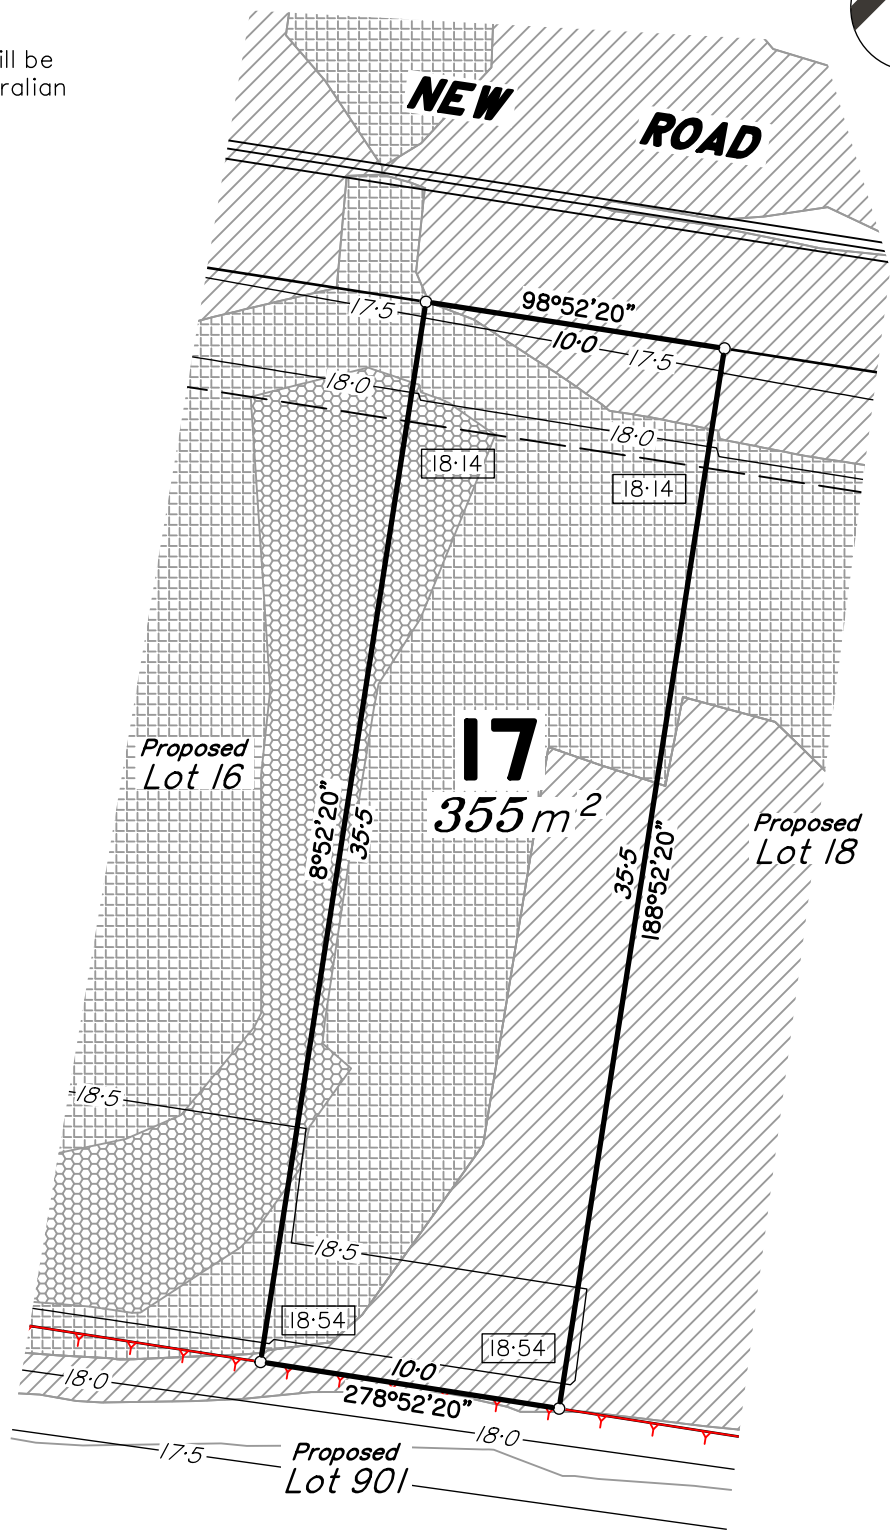 ill be
ralian
NEW ROAD
98°52'20"
17·5
10·0
17·5
18·0
18·0
18·14
18·14
17
355 m²
Proposed
Lot 16
8°52'20"
35·5
Proposed
Lot 18
35·5
188°52'20"
18·5
18·5
18·54
18·54
10·0
278°52'20"
18·0
18·0
17·5
Proposed
Lot 901